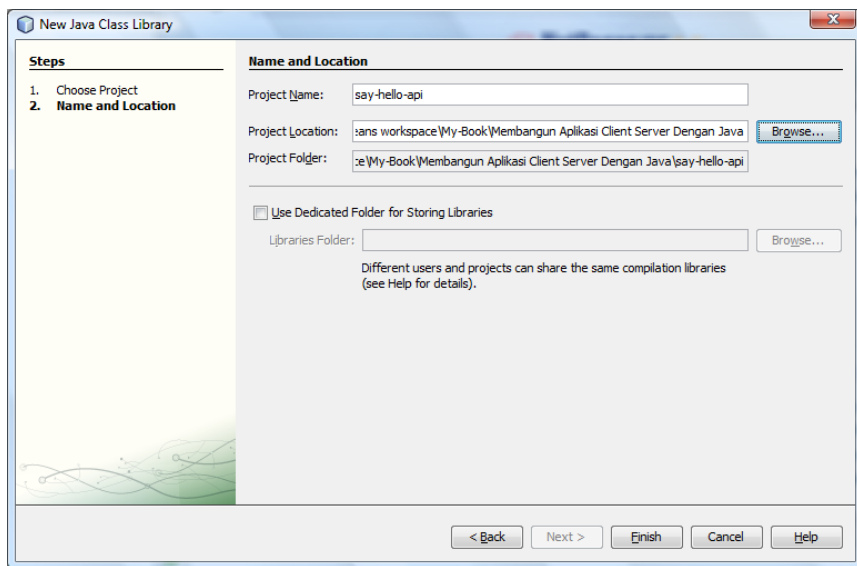 New Java Class Library
Steps
1. Choose Project
2. Name and Location
Name and Location
Project Name: say-hello-api
Project Location: :ans workspace\My-Book\Membangun Aplikasi Client Server Dengan Java Browse...
Project Folder: :e\My-Book\Membangun Aplikasi Client Server Dengan Java\say-hello-api
Use Dedicated Folder for Storing Libraries
Libraries Folder: Browse...
Different users and projects can share the same compilation libraries
(see Help for details).
< Back Next > Finish Cancel Help